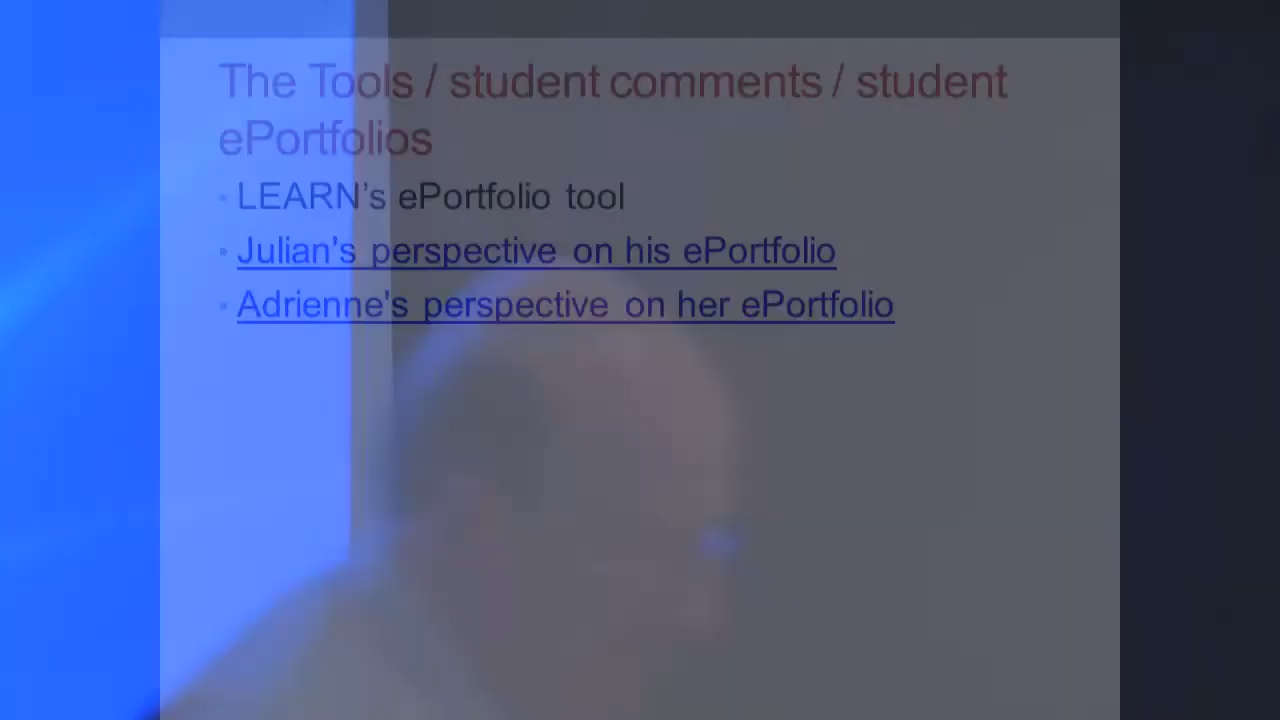 The Tools / student comments / student
ePortfolios
• LEARN’s ePortfolio tool
• Julian's perspective on his ePortfolio
• Adrienne's perspective on her ePortfolio